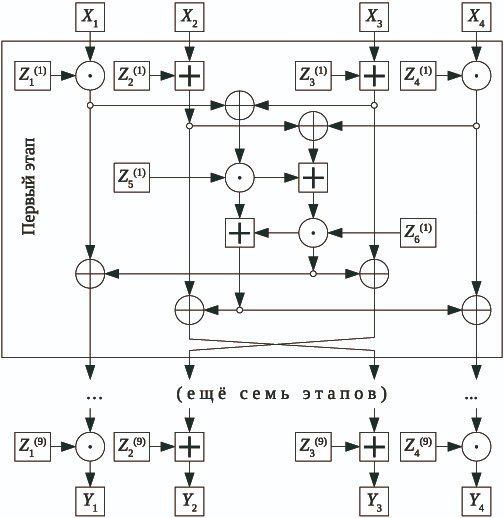 X₁ X₂ X₃ X₄
Z₁⁽¹⁾ Z₂⁽¹⁾ Z₃⁽¹⁾ Z₄⁽¹⁾
Первый этап
Z₅⁽¹⁾
Z₆⁽¹⁾
... (ещё семь этапов) ...
Z₁⁽⁹⁾ Z₂⁽⁹⁾ Z₃⁽⁹⁾ Z₄⁽⁹⁾
Y₁ Y₂ Y₃ Y₄